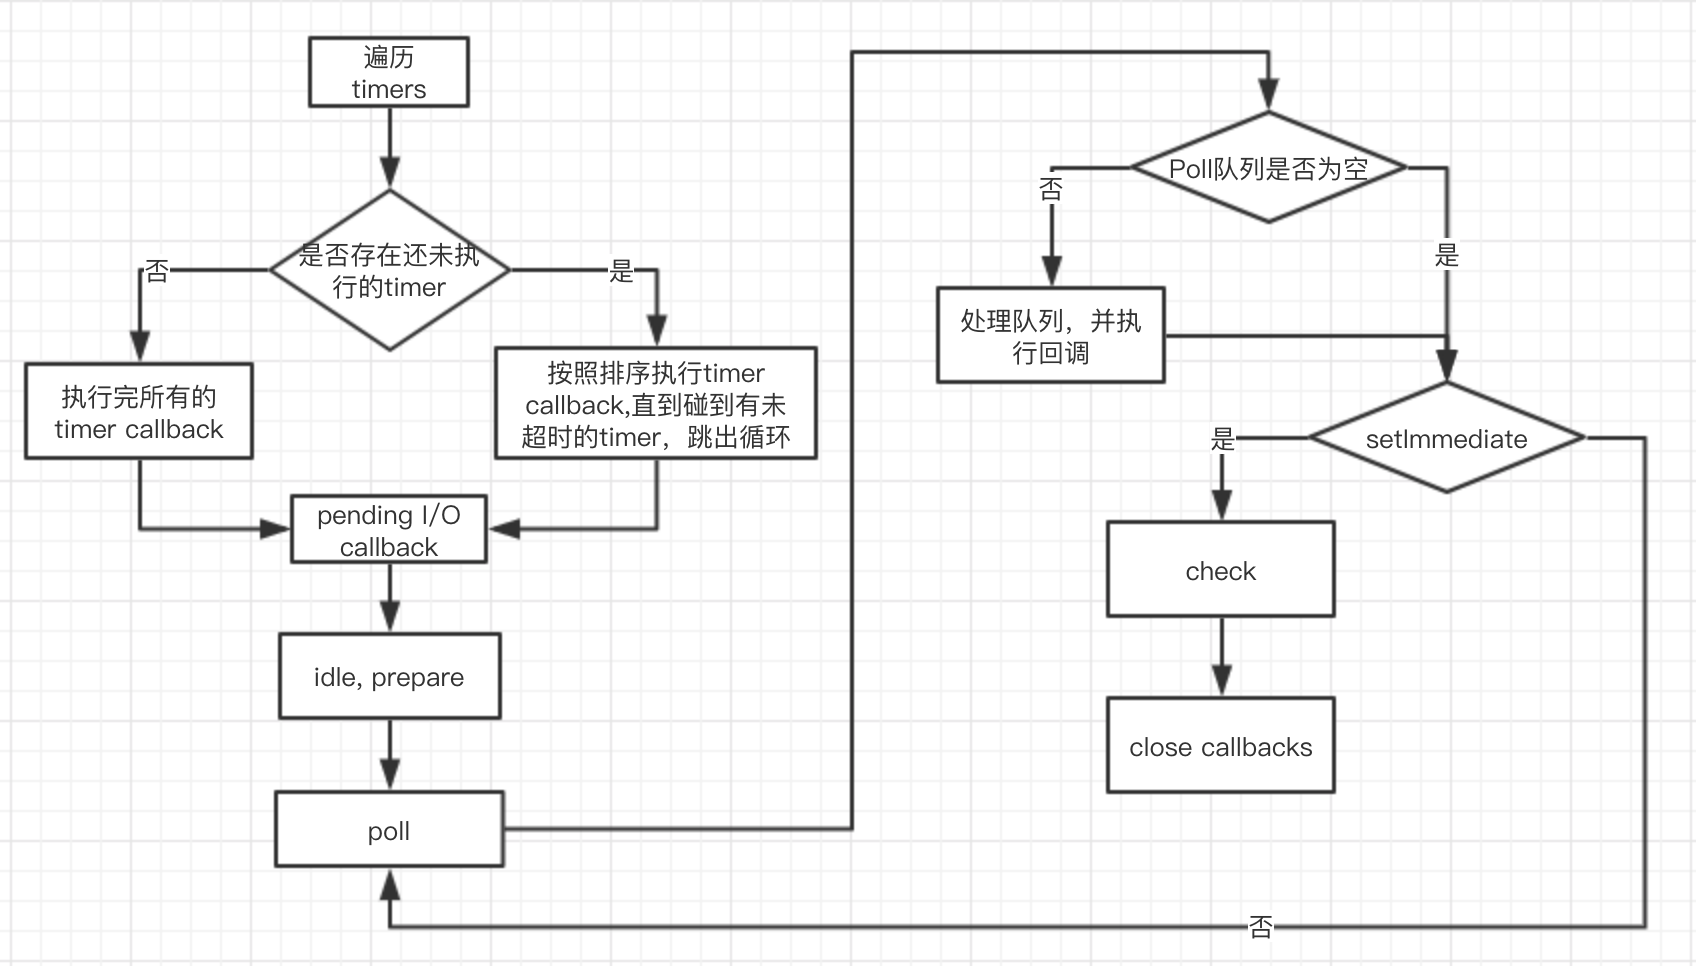 遍历
timers
是否存在还未执
行的timer
否
是
执行完所有的
timer callback
按照排序执行timer
callback,直到碰到有未
超时的timer，跳出循环
pending I/O
callback
idle, prepare
poll
Poll队列是否为空
否
是
处理队列，并执
行回调
setImmediate
是
check
close callbacks
否